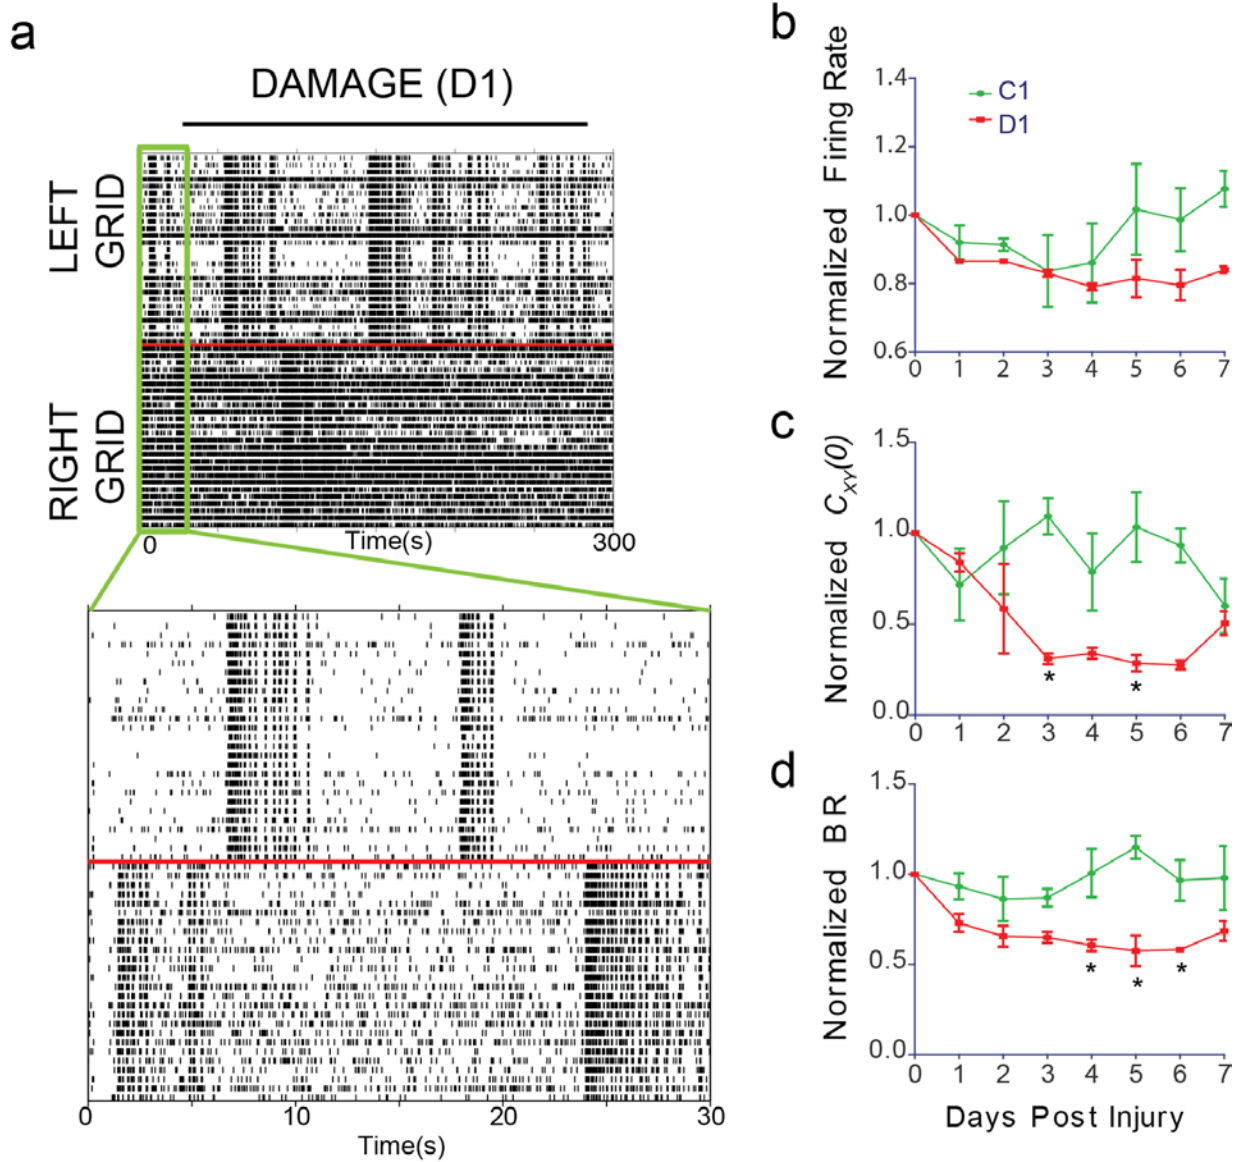 a
DAMAGE (D1)
LEFT
GRID
RIGHT
GRID
0
Time(s)
300
0
10
20
30
Time(s)
b
Normalized Firing Rate
1.4
1.2
1.0
0.8
0.6
C1
D1
0 1 2 3 4 5 6 7
c
Normalized C_XY(0)
1.5
1.0
0.5
0.0
* *
0 1 2 3 4 5 6 7
d
Normalized BR
1.5
1.0
0.5
0.0
* * *
0 1 2 3 4 5 6 7
Days Post Injury